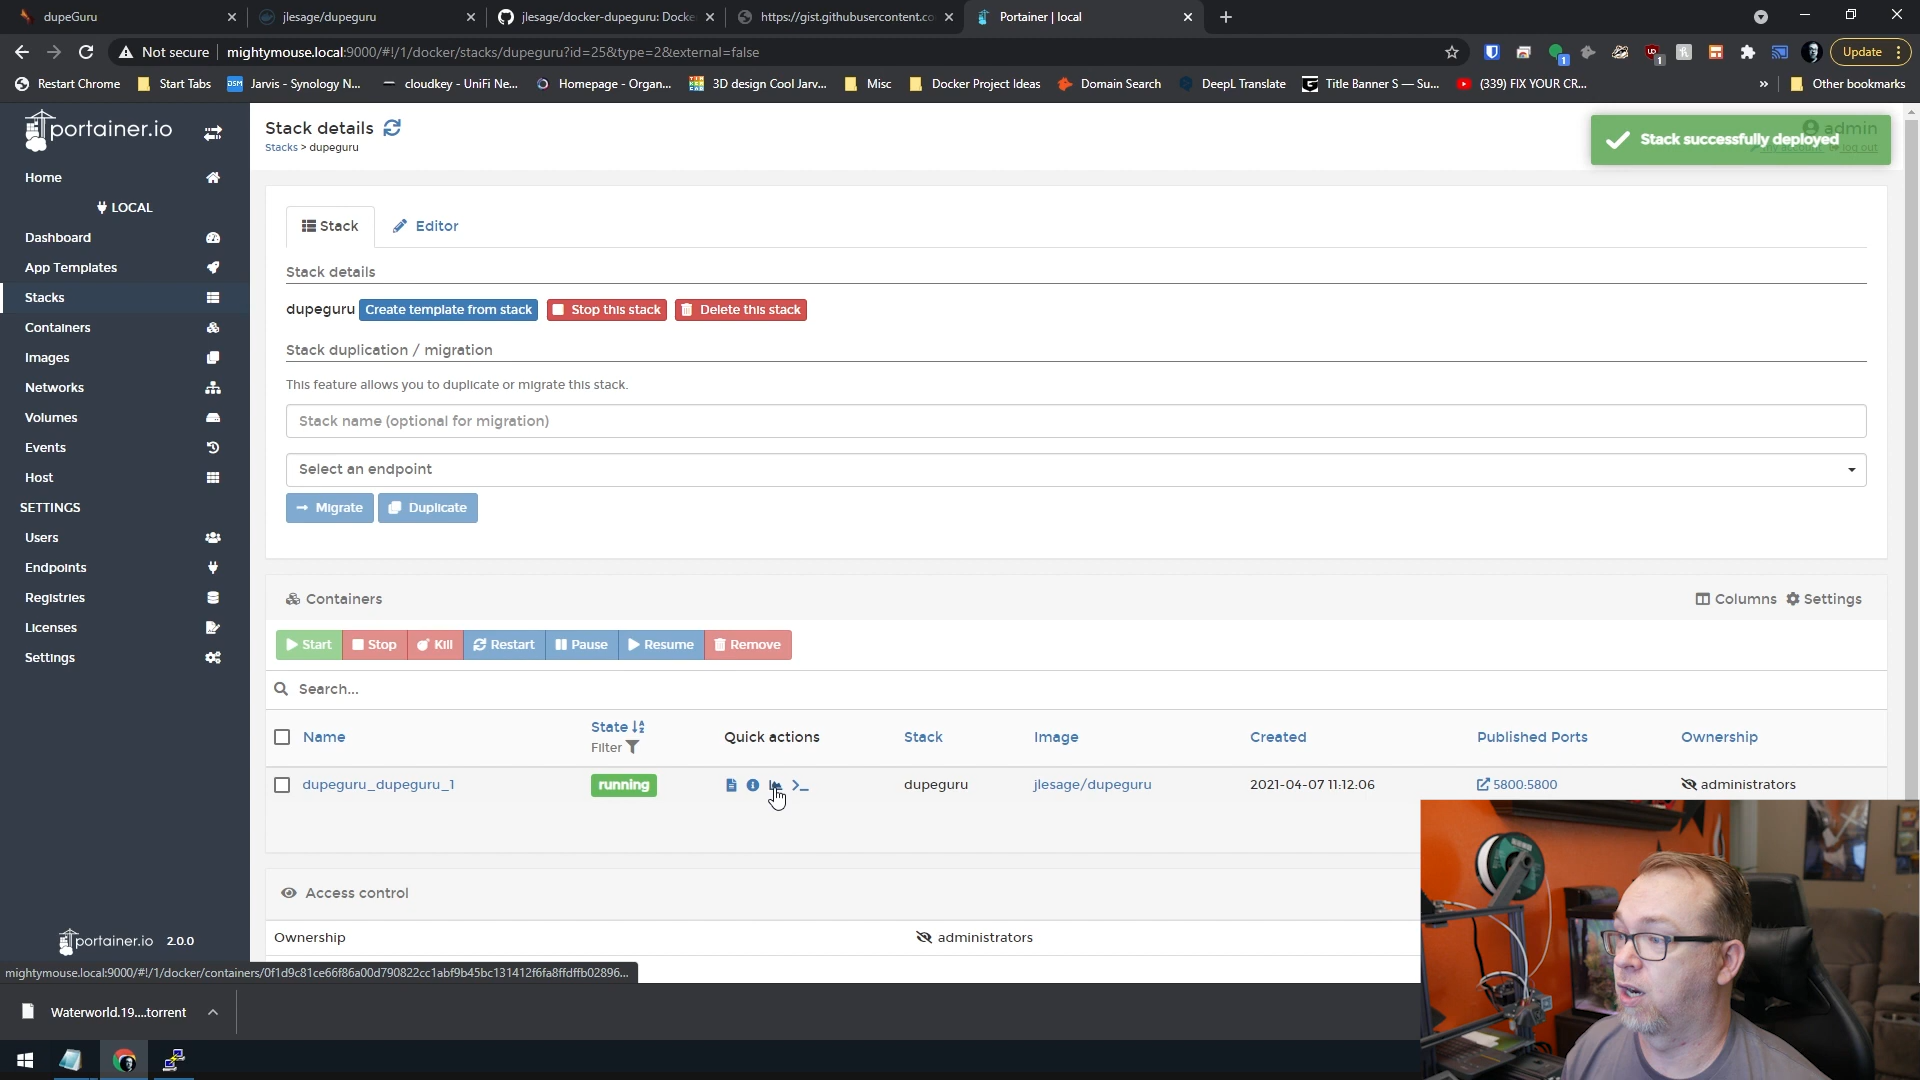 dupeGuru
jlesage/dupeguru
jlesage/docker-dupeguru: Docke
https://gist.githubusercontent.co
Portainer | local
Not secure
mightymouse.local:9000/#!/1/docker/stacks/dupeguru?id=25&type=2&external=false
Update
Restart Chrome
Start Tabs
Jarvis - Synology N...
cloudkey - UniFi Ne...
Homepage - Organ...
3D design Cool Jarv...
Misc
Docker Project Ideas
Domain Search
DeepL Translate
Title Banner S — Su...
(339) FIX YOUR CR...
»
Other bookmarks
portainer.io
Stack details
Stacks > dupeguru
admin
my account
log out
Stack successfully deployed
Home
LOCAL
Dashboard
App Templates
Stacks
Containers
Images
Networks
Volumes
Events
Host
SETTINGS
Users
Endpoints
Registries
Licenses
Settings
portainer.io 2.0.0
Stack
Editor
Stack details
dupeguru
Create template from stack
Stop this stack
Delete this stack
Stack duplication / migration
This feature allows you to duplicate or migrate this stack.
Stack name (optional for migration)
Select an endpoint
Migrate
Duplicate
Containers
Columns
Settings
Start
Stop
Kill
Restart
Pause
Resume
Remove
Search...
Name
State
Filter
Quick actions
Stack
Image
Created
Published Ports
Ownership
dupeguru_dupeguru_1
running
dupeguru
jlesage/dupeguru
2021-04-07 11:12:06
5800:5800
administrators
Access control
Ownership
administrators
mightymouse.local:9000/#!/1/docker/containers/0f1d9c81ce66f86a00d790822cc1abf9b45bc131412f6fa8ffdffb02896...
Waterworld.19....torrent